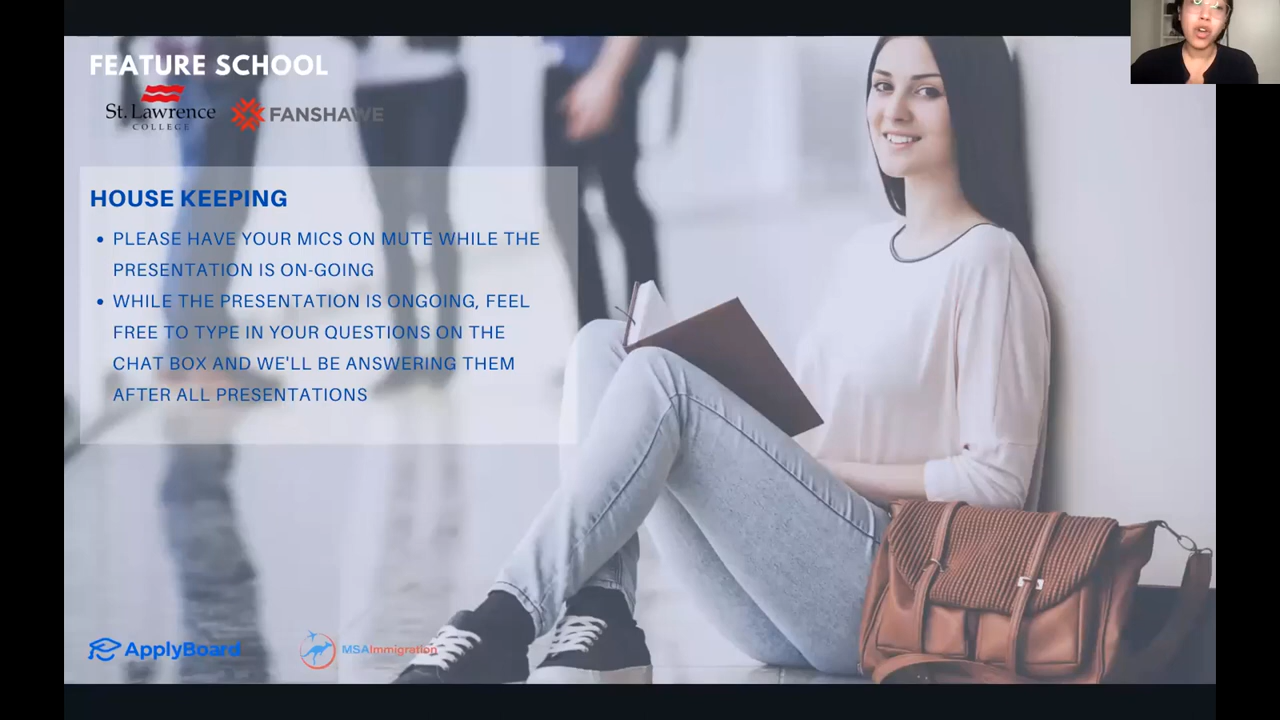 FEATURE SCHOOL
St. Lawrence
COLLEGE
FANSHAWE
HOUSE KEEPING
• PLEASE HAVE YOUR MICS ON MUTE WHILE THE
PRESENTATION IS ON-GOING
• WHILE THE PRESENTATION IS ONGOING, FEEL
FREE TO TYPE IN YOUR QUESTIONS ON THE
CHAT BOX AND WE'LL BE ANSWERING THEM
AFTER ALL PRESENTATIONS
ApplyBoard
MSAImmigration